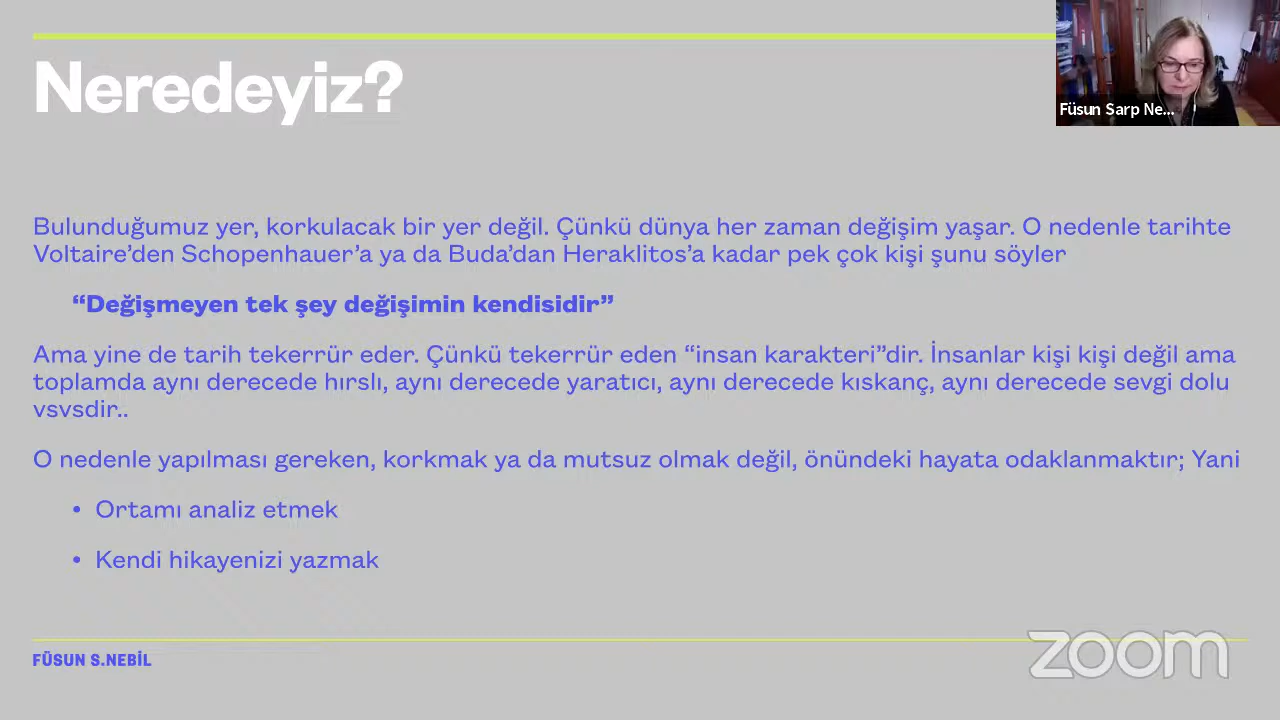 Neredeyiz?
Füsun Sarp Ne...
Bulunduğumuz yer, korkulacak bir yer değil. Çünkü dünya her zaman değişim yaşar. O nedenle tarihte
Voltaire’den Schopenhauer’a ya da Buda’dan Heraklitos’a kadar pek çok kişi şunu söyler
“Değişmeyen tek şey değişimin kendisidir”
Ama yine de tarih tekerrür eder. Çünkü tekerrür eden “insan karakteri”dir. İnsanlar kişi kişi değil ama
toplamda aynı derecede hırslı, aynı derecede yaratıcı, aynı derecede kıskanç, aynı derecede sevgi dolu
vsvsdir..
O nedenle yapılması gereken, korkmak ya da mutsuz olmak değil, önündeki hayata odaklanmaktır; Yani
• Ortamı analiz etmek
• Kendi hikayenizi yazmak
FÜSUN S.NEBİL
zoom